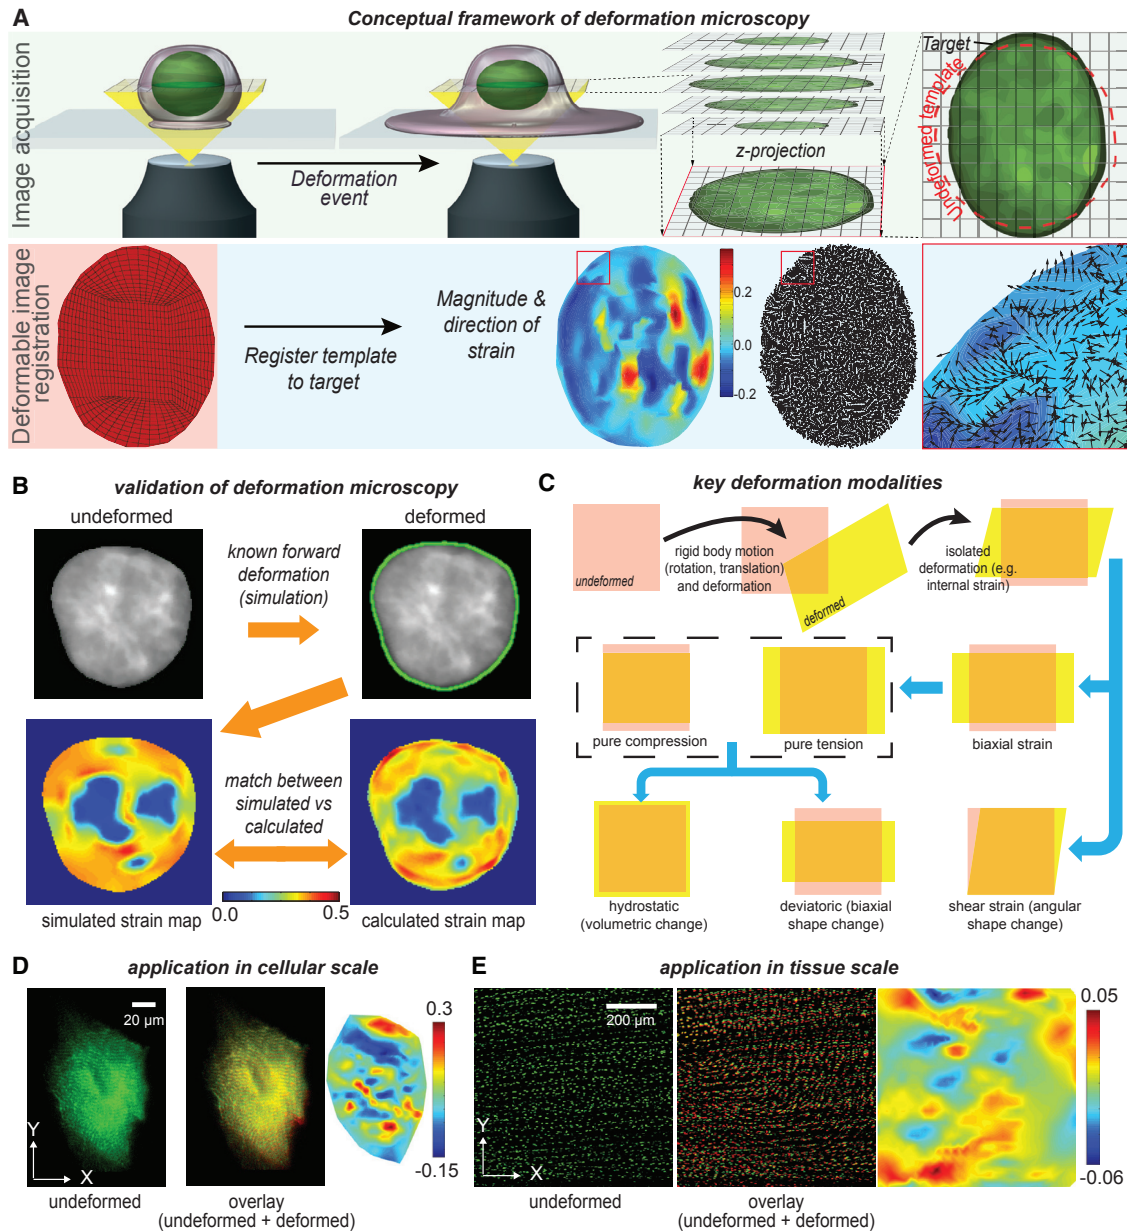 A
Conceptual framework of deformation microscopy
Image acquisition
Deformation
event
z-projection
Target
Undeformed template
Deformable image
registration
Register template
to target
Magnitude &
direction of
strain
0.2
0.0
-0.2
B
validation of deformation microscopy
undeformed
deformed
known forward
deformation
(simulation)
match between
simulated vs
calculated
simulated strain map
0.0
0.5
calculated strain map
C
key deformation modalities
undeformed
rigid body motion
(rotation, translation)
and deformation
deformed
isolated
deformation (e.g.
internal strain)
pure compression
pure tension
biaxial strain
hydrostatic
(volumetric change)
deviatoric (biaxial
shape change)
shear strain (angular
shape change)
D
application in cellular scale
20 µm
Y
X
undeformed
overlay
(undeformed + deformed)
0.3
-0.15
E
application in tissue scale
200 µm
Y
X
undeformed
overlay
(undeformed + deformed)
0.05
-0.06